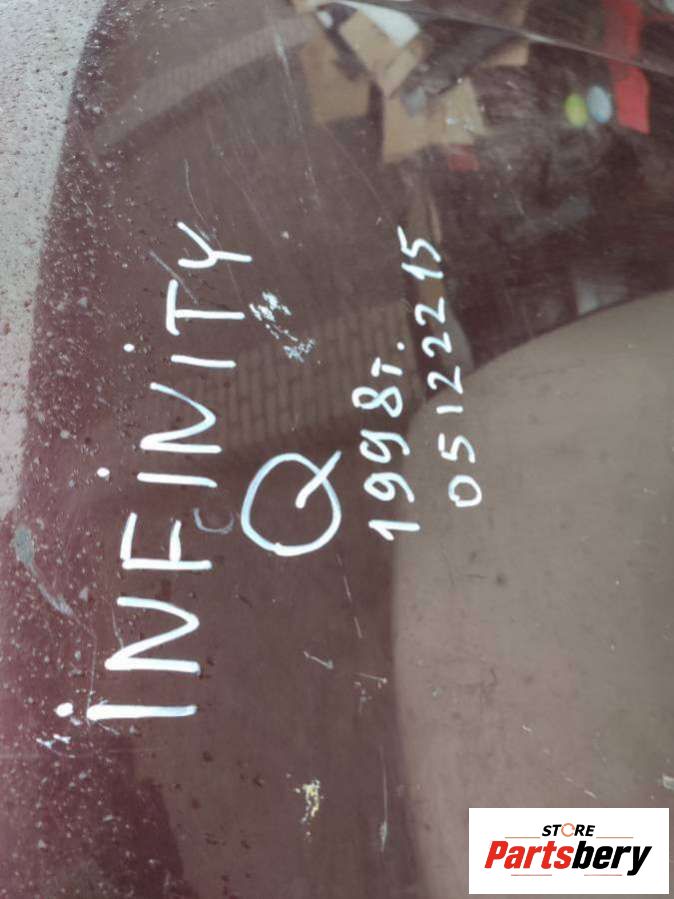 iNFiNiTY
Q
1998г.
05122215
STORE
Partsbery